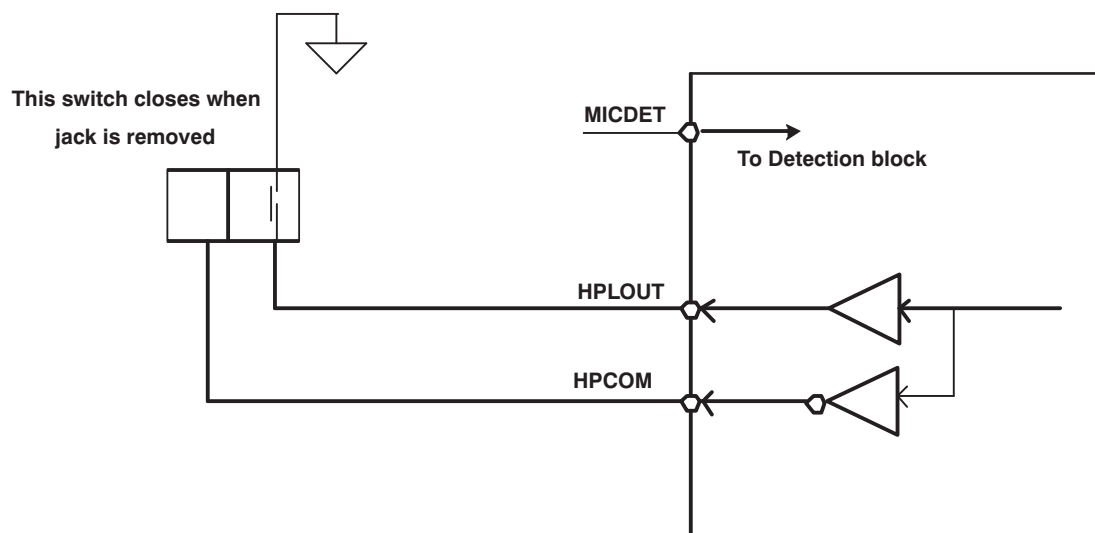 This switch closes when
jack is removed
MICDET
To Detection block
HPLOUT
HPCOM